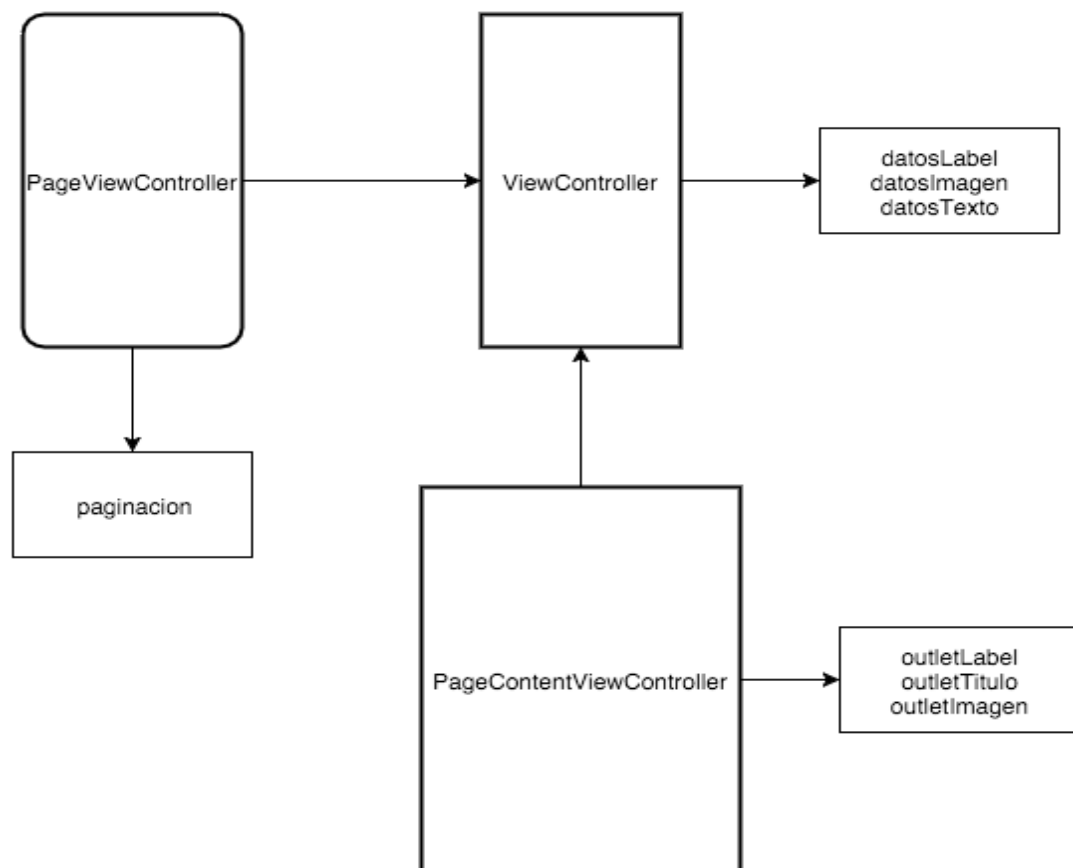 PageViewController
ViewController
datosLabel
datosImagen
datosTexto
paginacion
PageContentViewController
outletLabel
outletTitulo
outletImagen